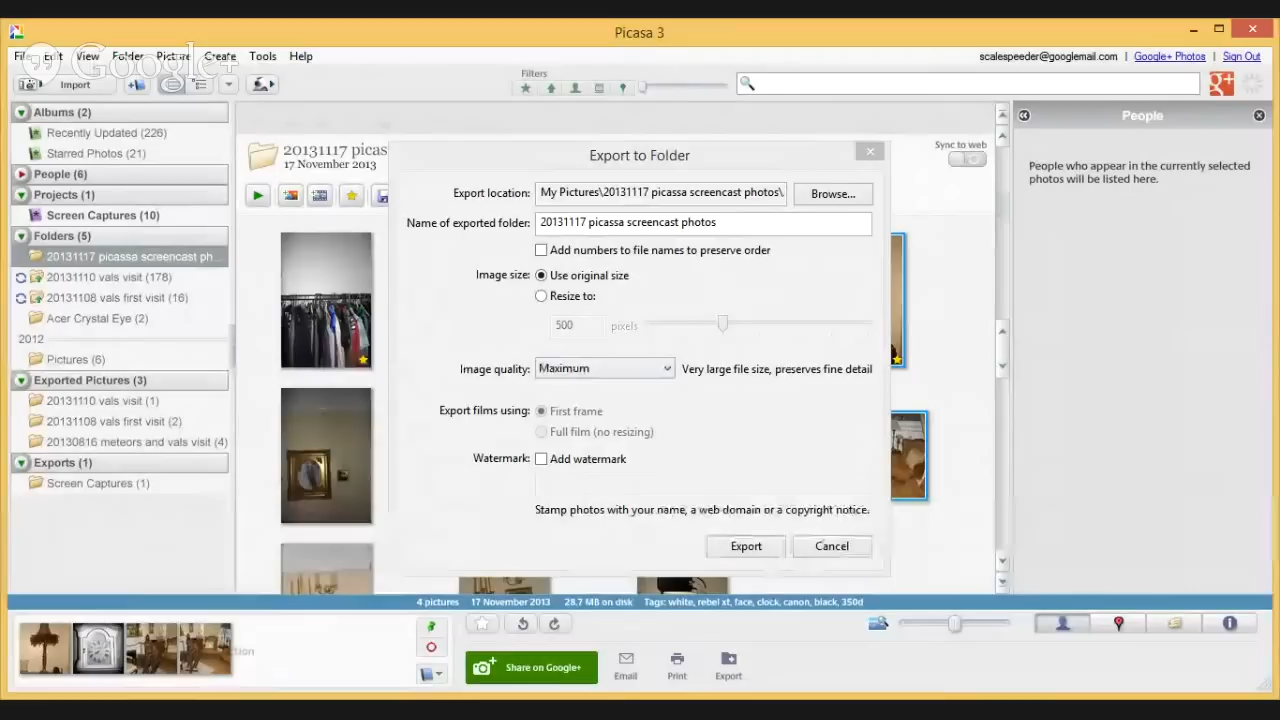 Picasa 3
File Edit View Folder Picture Create Tools Help
scalespeeder@googlemail.com | Google+ Photos | Sign Out
Google+
Import
Filters
Albums (2)
Recently Updated (226)
Starred Photos (21)
People (6)
Projects (1)
Screen Captures (10)
Folders (5)
20131117 picassa screencast ph...
20131110 vals visit (178)
20131108 vals first visit (16)
Acer Crystal Eye (2)
2012
Pictures (6)
Exported Pictures (3)
20131110 vals visit (1)
20131108 vals visit (2)
20130816 meteors and vals visit (4)
Exports (1)
Screen Captures (1)
20131117 picas
17 November 2013
Sync to web
Export to Folder
Export location: My Pictures\20131117 picassa screencast photos\. Browse...
Name of exported folder: 20131117 picassa screencast photos
Add numbers to file names to preserve order
Image size: Use original size
Resize to:
500 pixels
Image quality: Maximum Very large file size, preserves fine detail
Export films using: First frame
Full film (no resizing)
Watermark: Add watermark
Stamp photos with your name, a web domain or a copyright notice.
Export Cancel
People
People who appear in the currently selected
photos will be listed here.
4 pictures 17 November 2013 28.7 MB on disk Tags: white, rebel xt, face, clock, canon, black, 350d
Share on Google+
Email Print Export